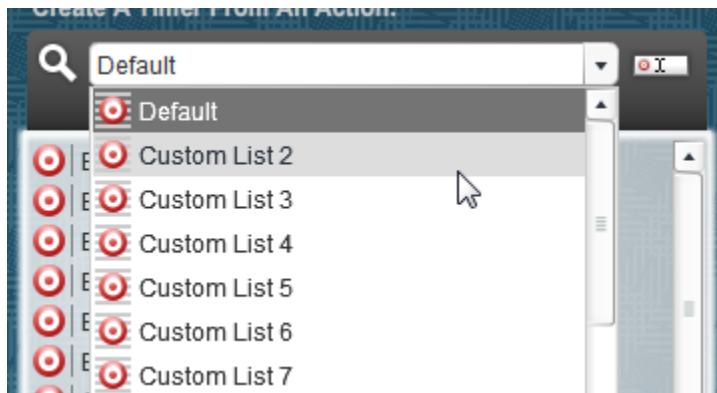 Create A Timer From An Action:
Default
Default
Custom List 2
Custom List 3
Custom List 4
Custom List 5
Custom List 6
Custom List 7